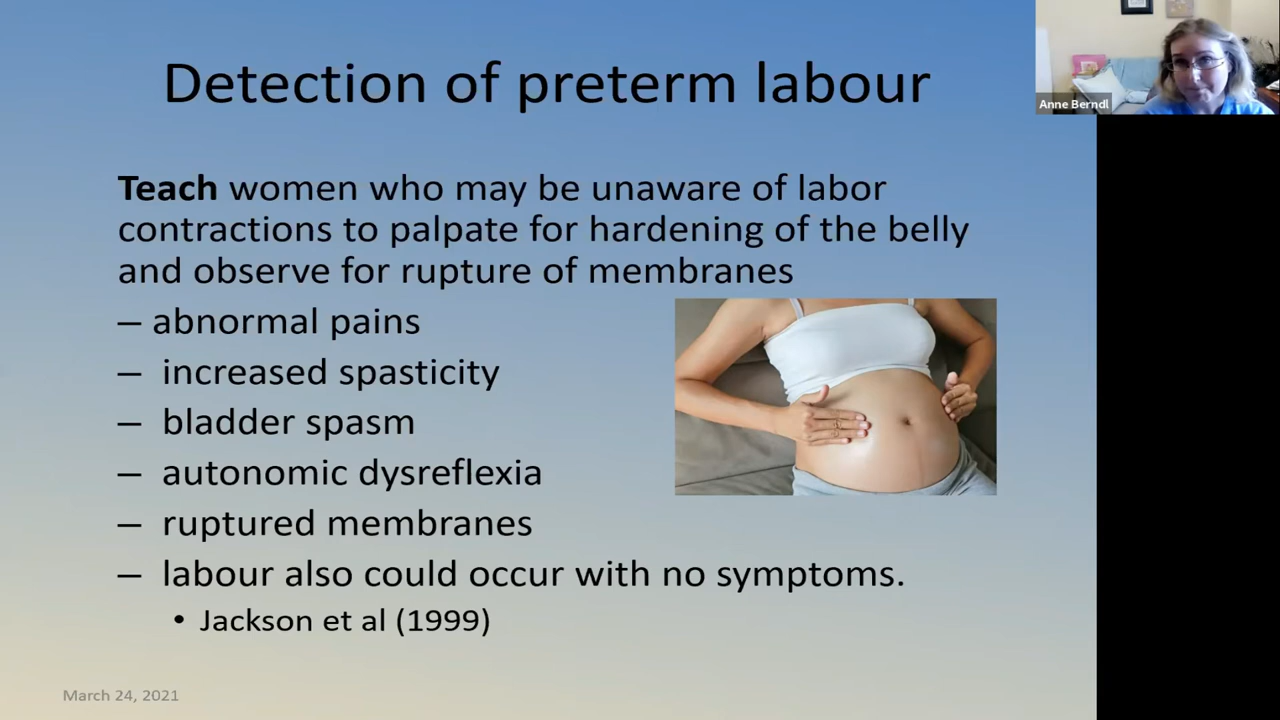 Detection of preterm labour
Anne Berndl
Teach women who may be unaware of labor
contractions to palpate for hardening of the belly
and observe for rupture of membranes
– abnormal pains
– increased spasticity
– bladder spasm
– autonomic dysreflexia
– ruptured membranes
– labour also could occur with no symptoms.
• Jackson et al (1999)
March 24, 2021